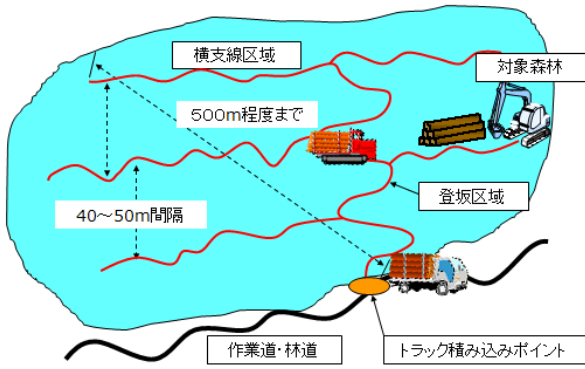 横支線区域
対象森林
500m程度まで
登坂区域
40～50m間隔
作業道・林道
トラック積み込みポイント